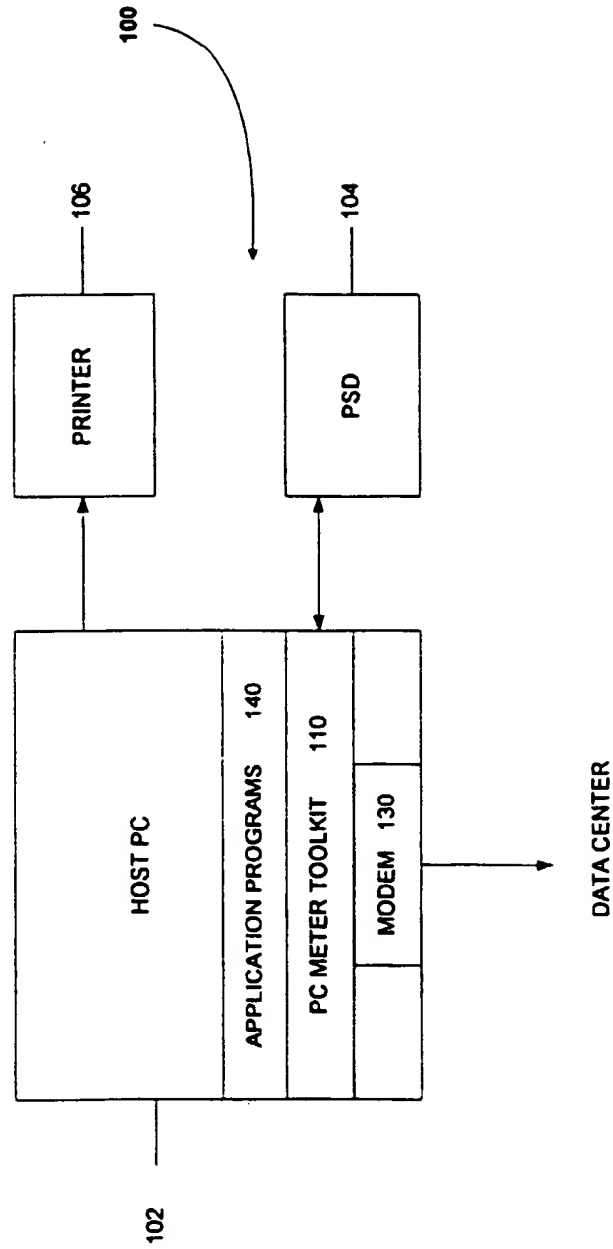 100
106
PRINTER
104
PSD
HOST PC
APPLICATION PROGRAMS 140
PC METER TOOLKIT 110
MODEM 130
102
DATA CENTER